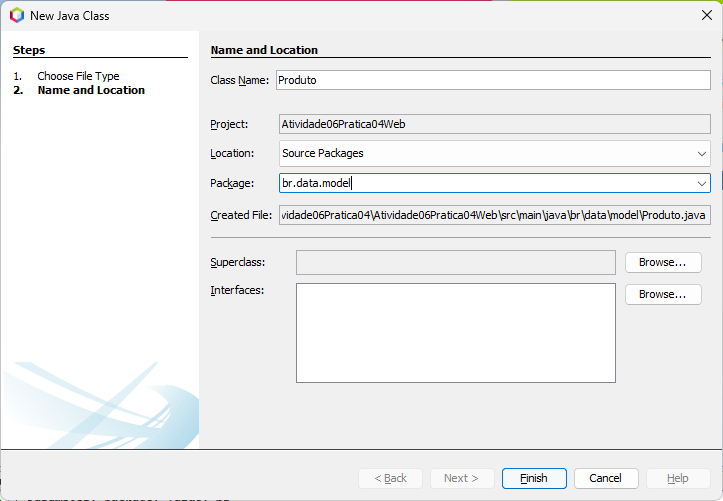 New Java Class
Steps
1. Choose File Type
2. Name and Location
Name and Location
Class Name: Produto
Project: Atividade06Pratica04Web
Location: Source Packages
Package: br.data.model
Created File: vidade06Pratica04\Atividade06Pratica04Web\src\main\java\br\data\model\Produto.java
Superclass: Browse...
Interfaces: Browse...
< Back Next > Finish Cancel Help